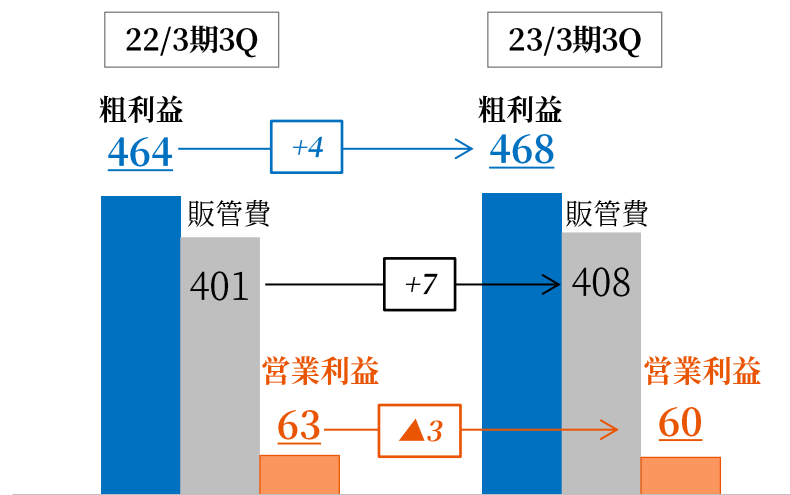 22/3期3Q
23/3期3Q
粗利益
464
+4
粗利益
468
販管費
401
+7
販管費
408
営業利益
63
▲3
営業利益
60